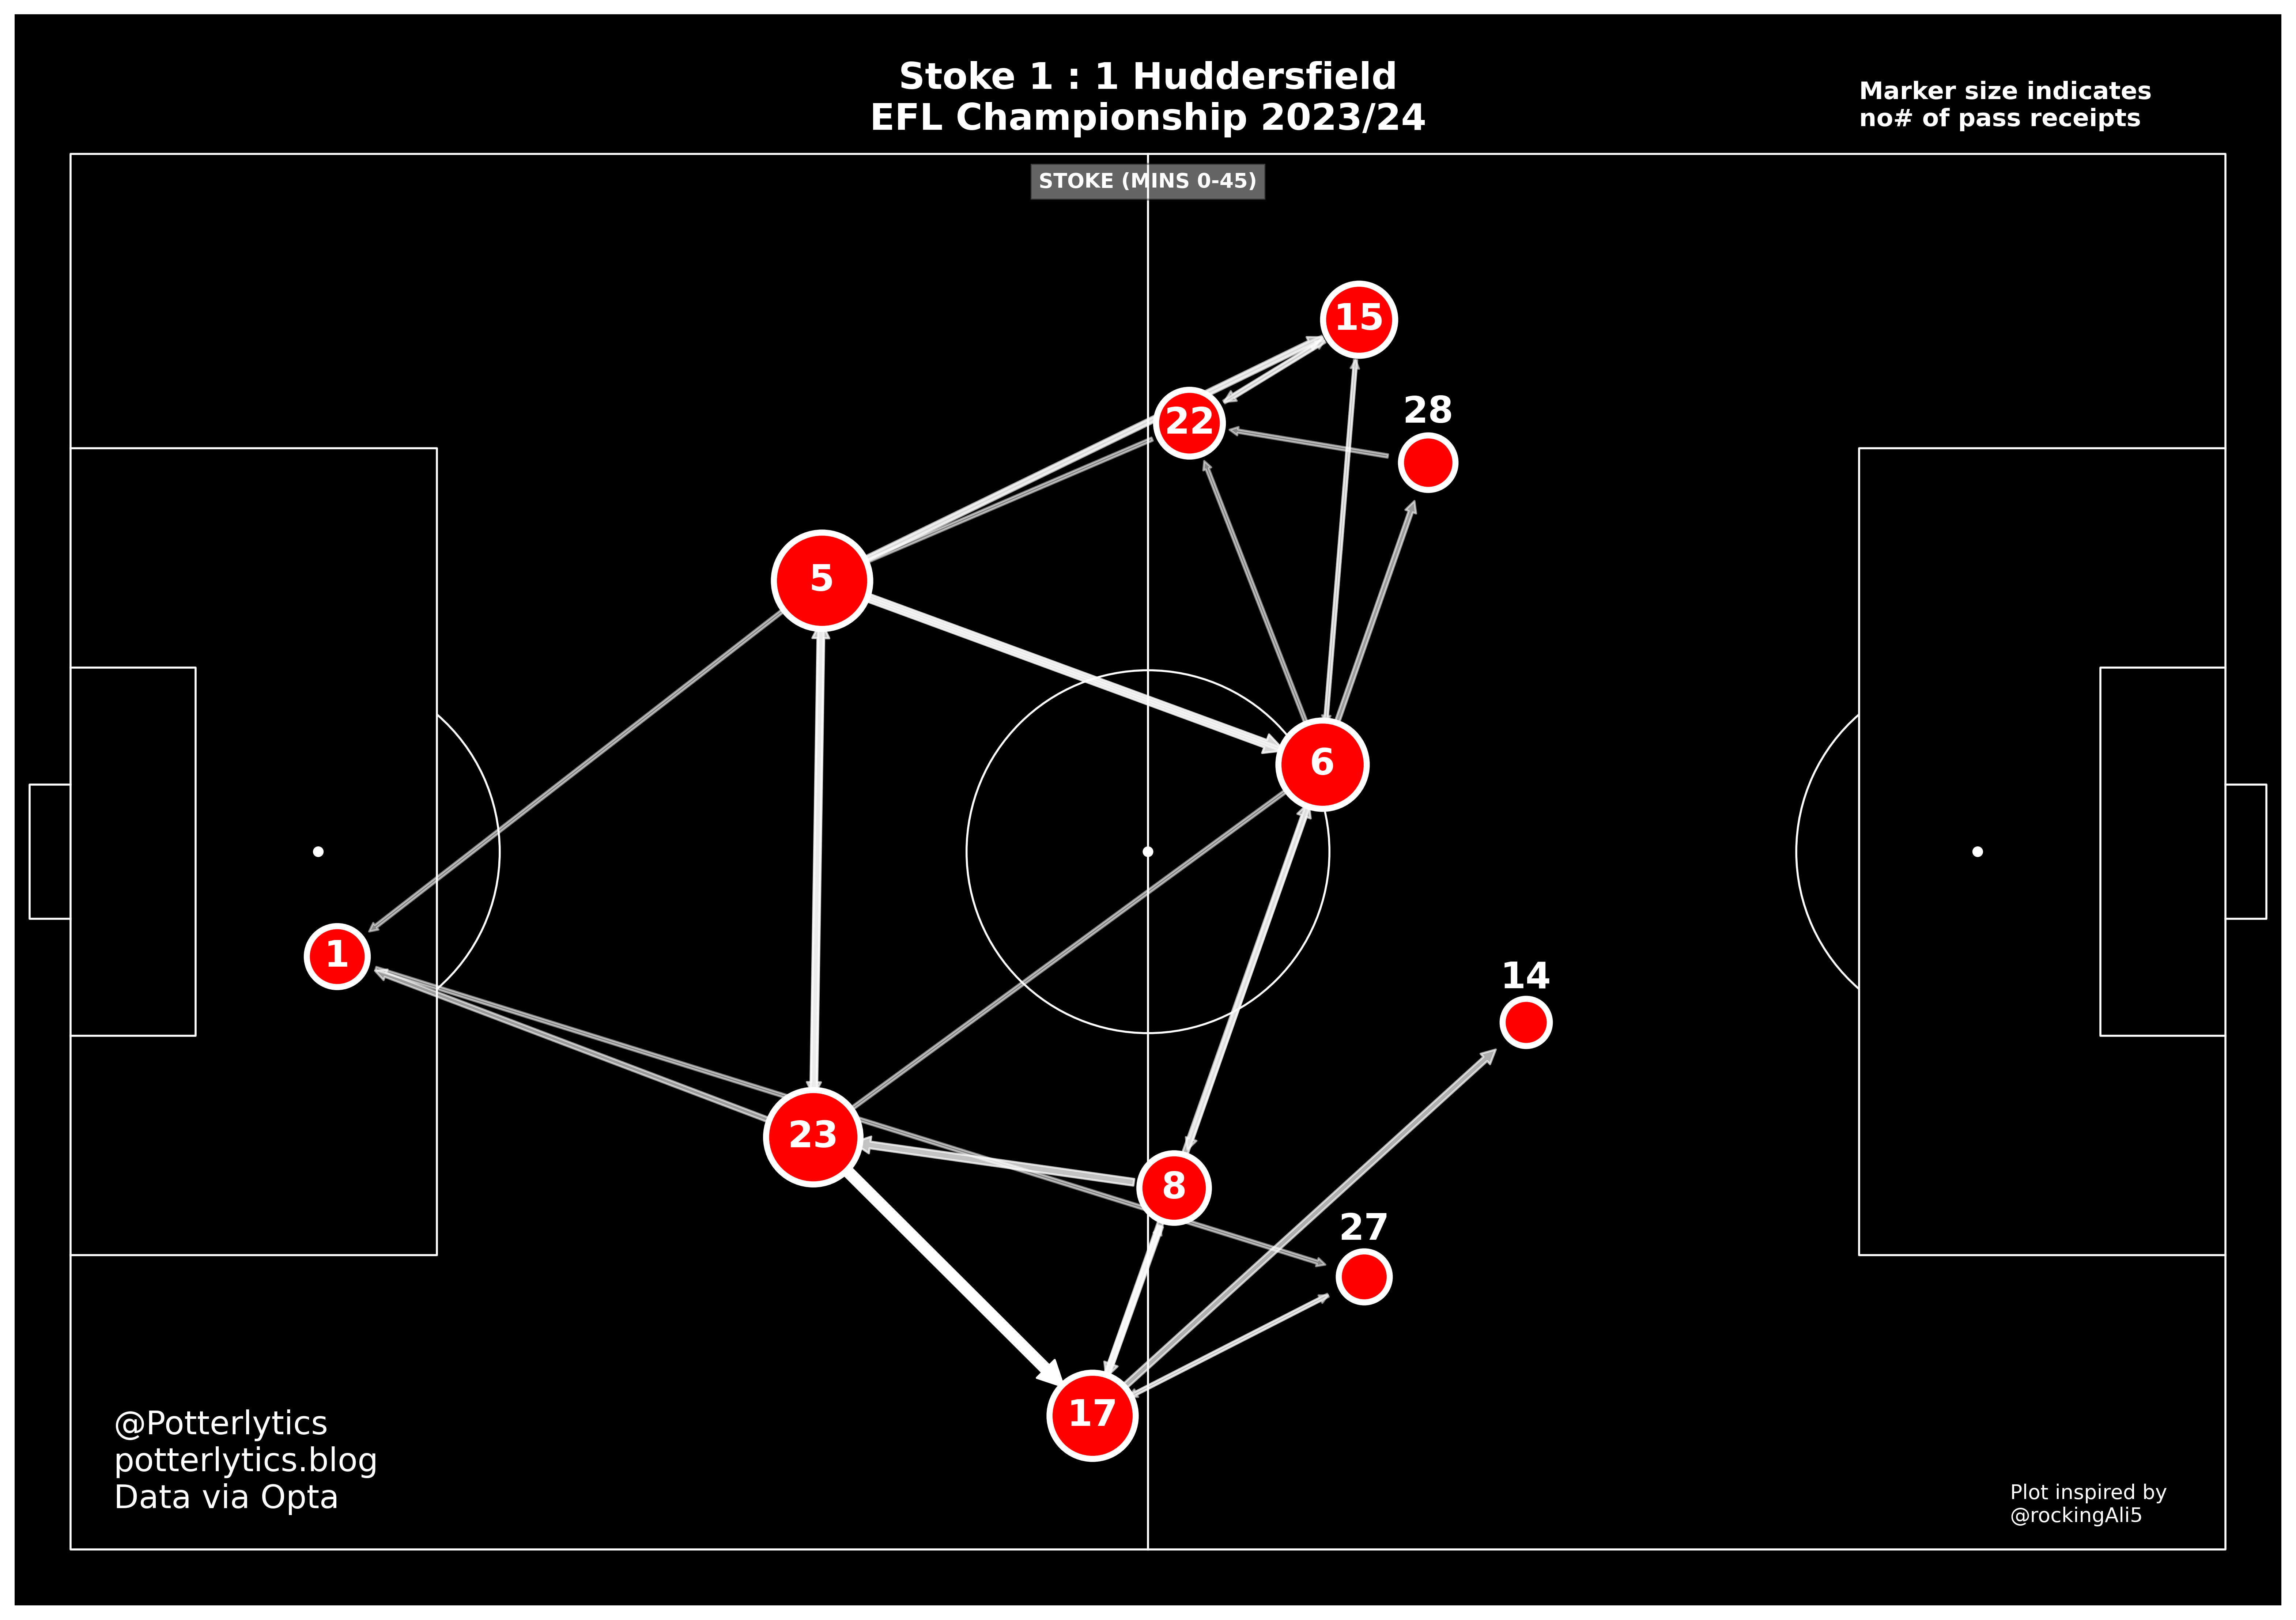 Stoke 1 : 1 Huddersfield
EFL Championship 2023/24
Marker size indicates
no# of pass receipts
STOKE (MINS 0-45)
15
28
22
5
6
1
14
23
8
27
17
@Potterlytics
potterlytics.blog
Data via Opta
Plot inspired by
@rockingAli5